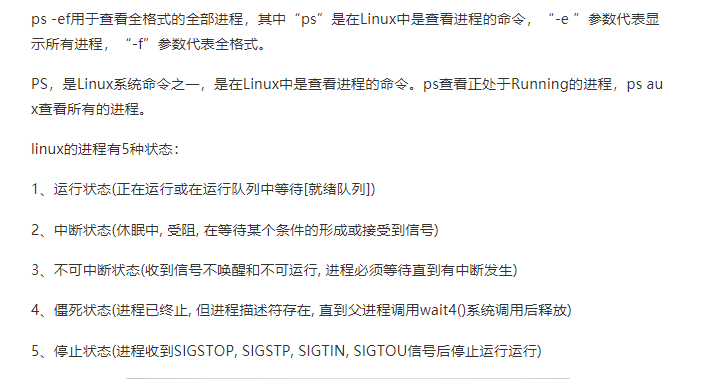 ps -ef用于查看全格式的全部进程，其中“ps”是在Linux中是查看进程的命令，“-e ”参数代表显
示所有进程，“-f”参数代表全格式。
PS，是Linux系统命令之一，是在Linux中是查看进程的命令。ps查看正处于Running的进程，ps au
x查看所有的进程。
linux的进程有5种状态：
1、运行状态(正在运行或在运行队列中等待[就绪队列])
2、中断状态(休眠中, 受阻, 在等待某个条件的形成或接受到信号)
3、不可中断状态(收到信号不唤醒和不可运行, 进程必须等待直到有中断发生)
4、僵死状态(进程已终止, 但进程描述符存在, 直到父进程调用wait4()系统调用后释放)
5、停止状态(进程收到SIGSTOP, SIGSTP, SIGTIN, SIGTOU信号后停止运行运行)